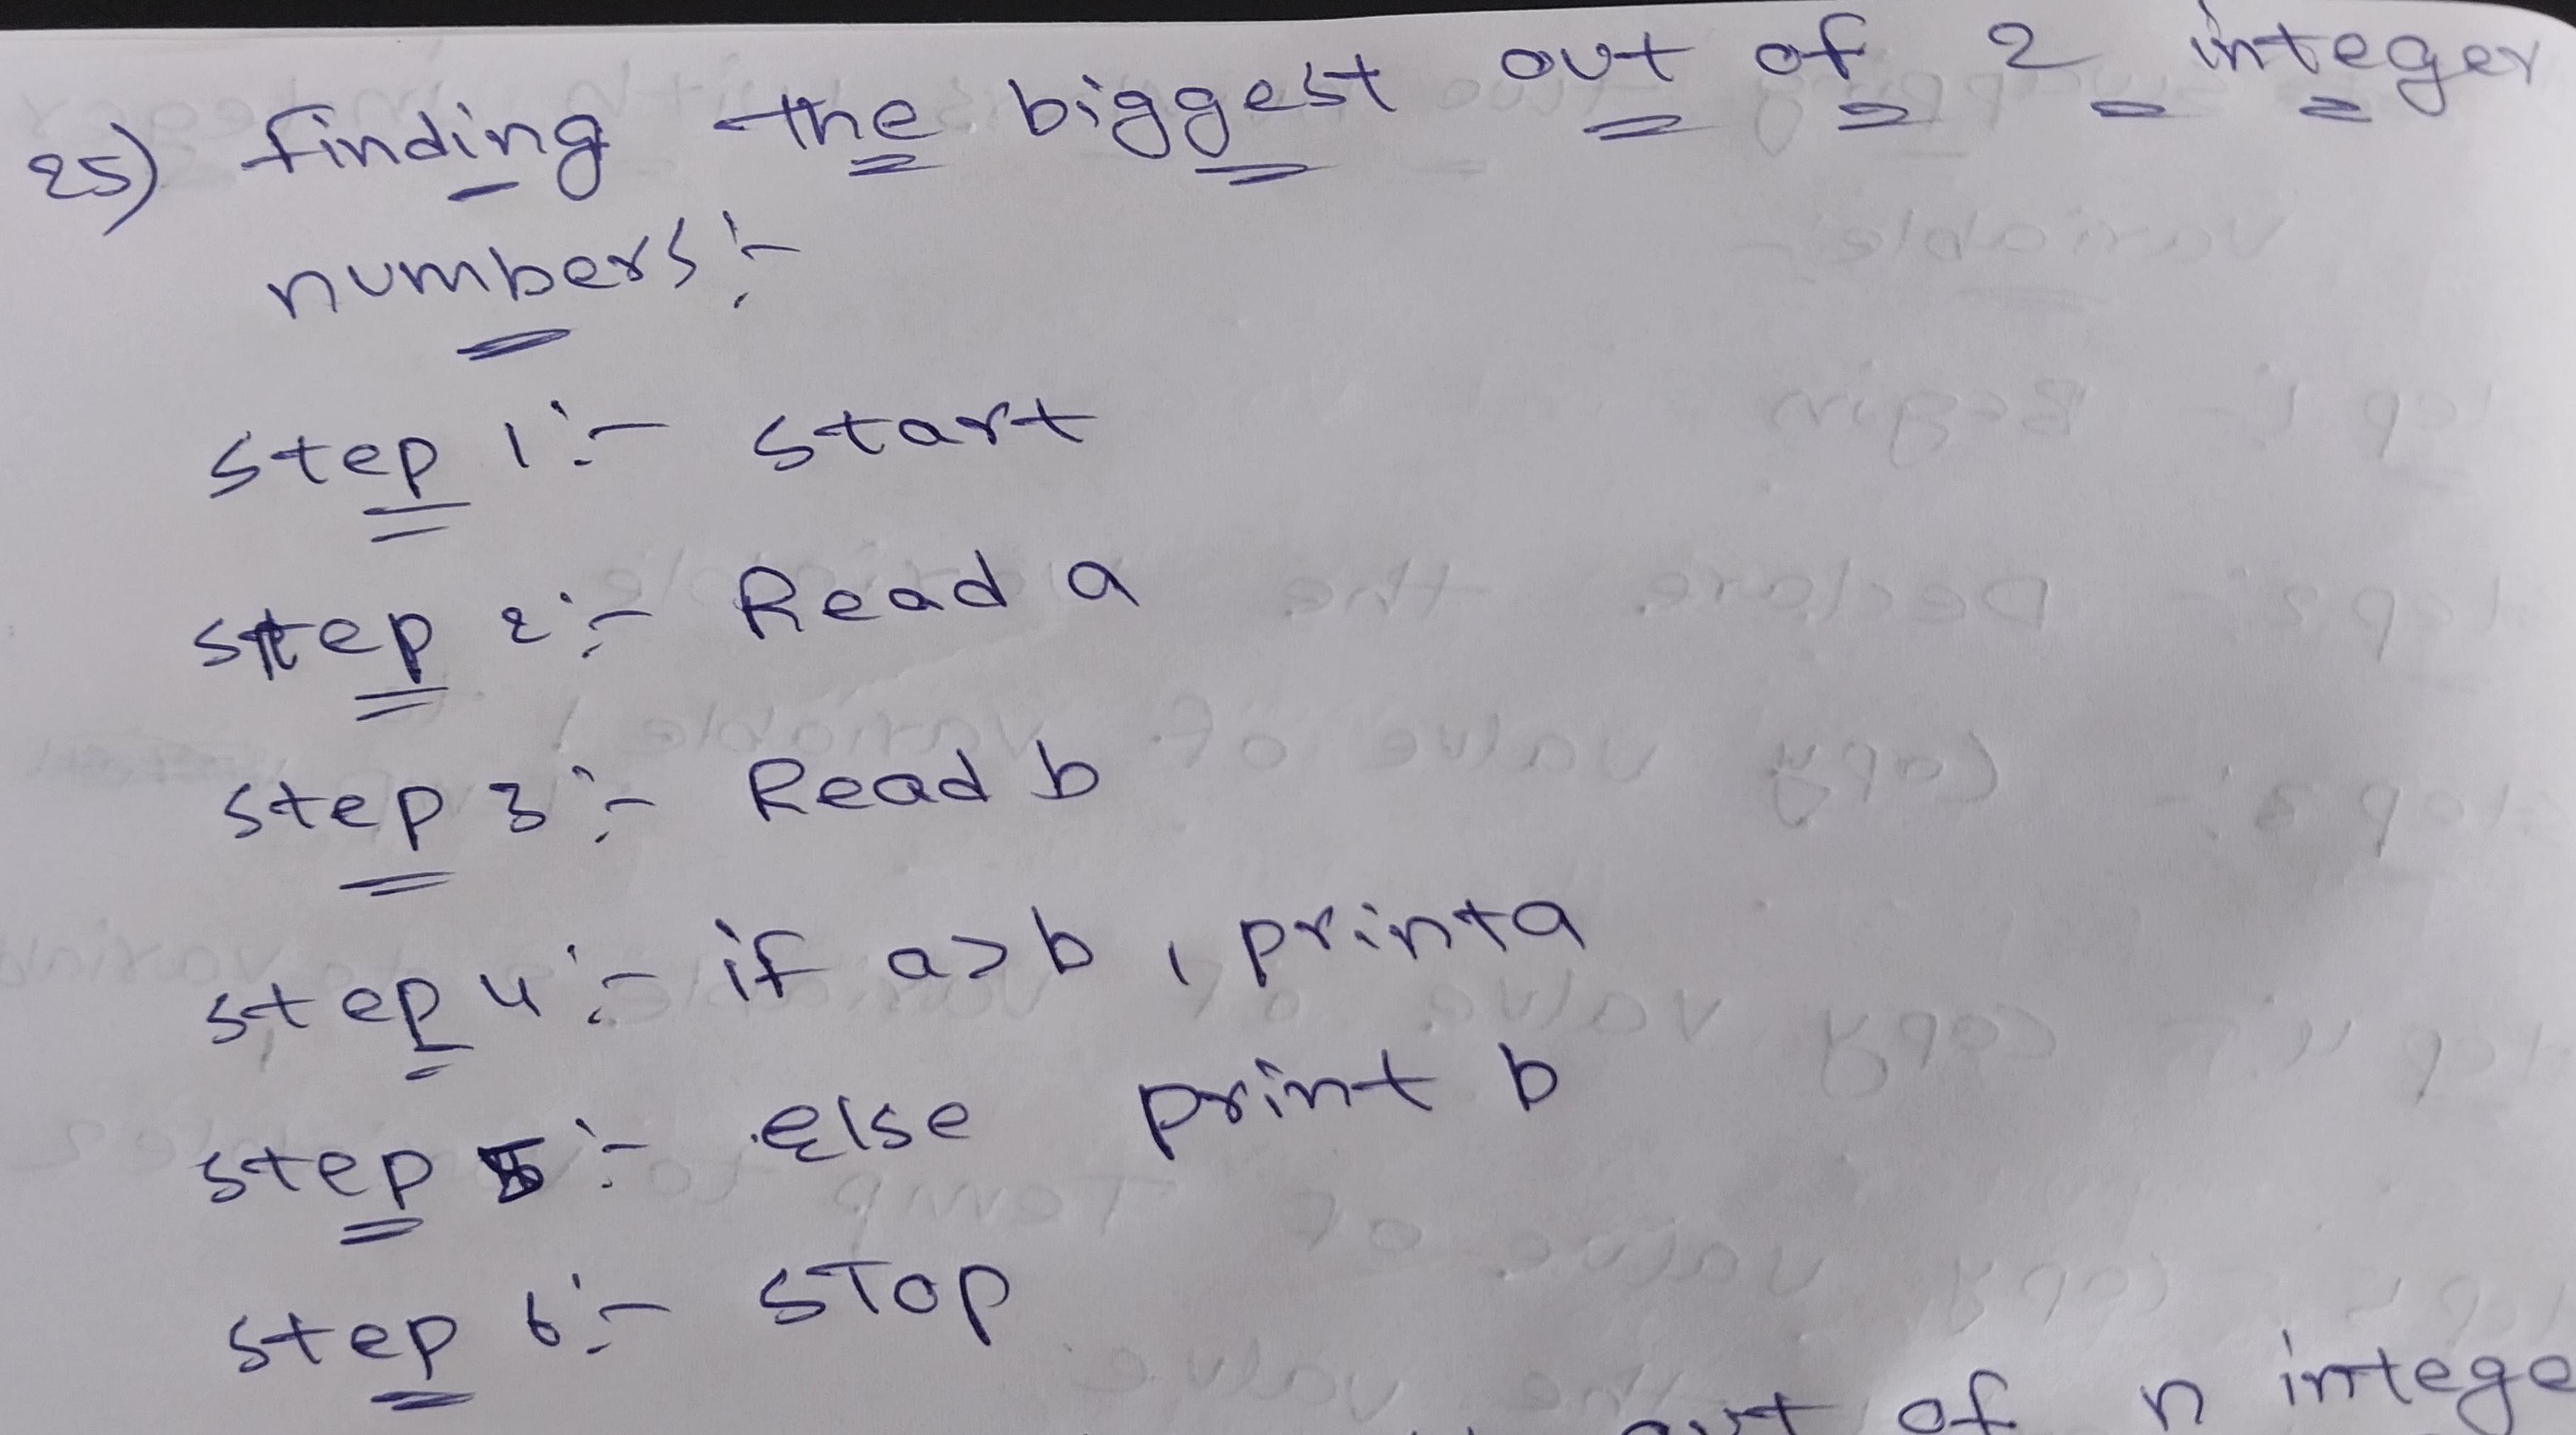 25) finding the biggest out of 2 integer
numbers:-
step 1:- start
step 2:- Read a
step 3:- Read b
step 4:- if a>b , print a
step 5:- else print b
step 6:- STOP
out of n intege